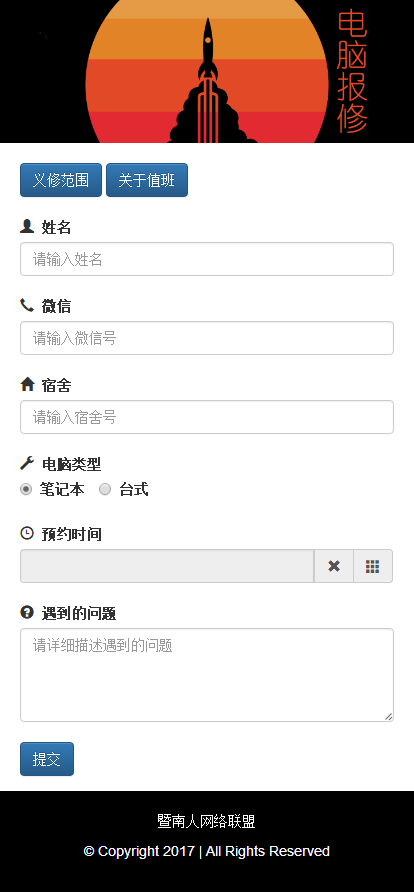 电脑报修
义修范围 关于值班
姓名
请输入姓名
微信
请输入微信号
宿舍
请输入宿舍号
电脑类型
笔记本 台式
预约时间
遇到的问题
请详细描述遇到的问题
提交
暨南人网络联盟
© Copyright 2017 | All Rights Reserved